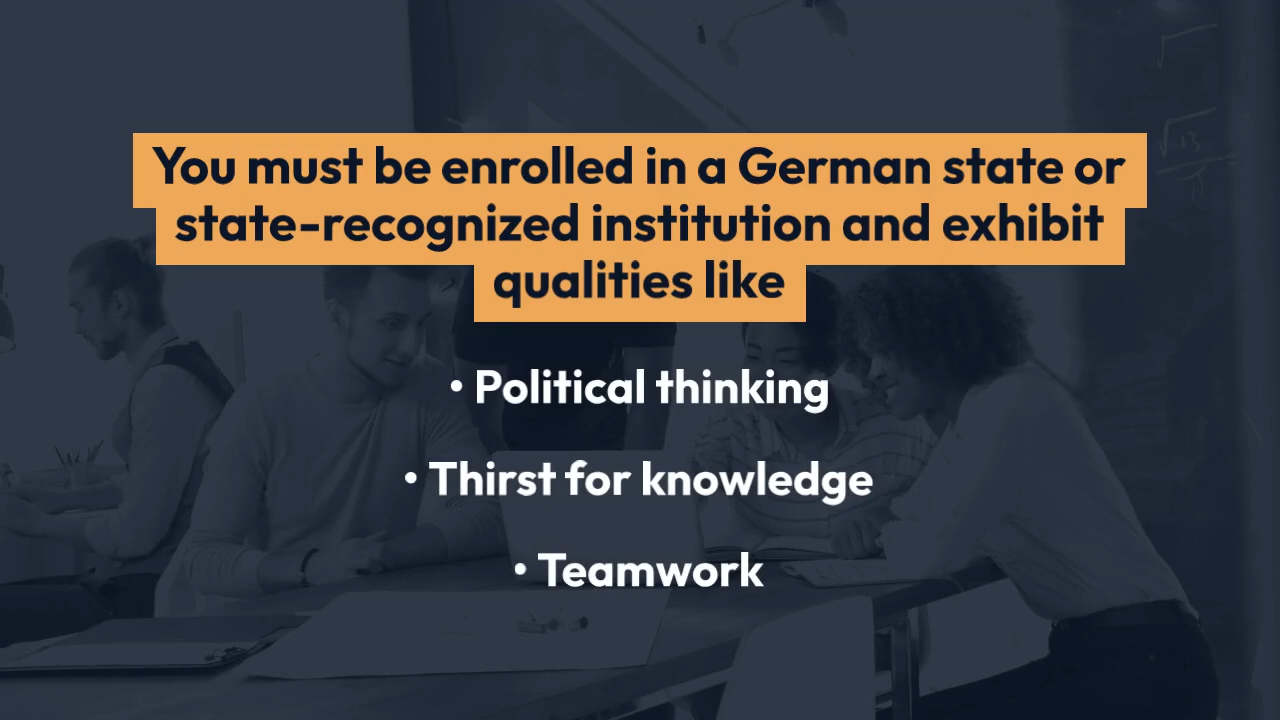 You must be enrolled in a German state or
state-recognized institution and exhibit
qualities like
• Political thinking
• Thirst for knowledge
• Teamwork
√13